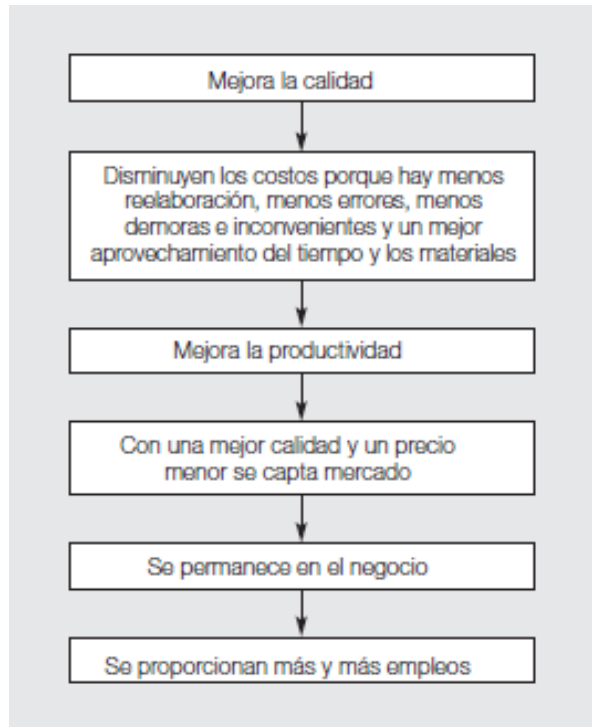 Mejora la calidad
Disminuyen los costos porque hay menos
reelaboración, menos errores, menos
demoras e inconvenientes y un mejor
aprovechamiento del tiempo y los materiales
Mejora la productividad
Con una mejor calidad y un precio
menor se capta mercado
Se permanece en el negocio
Se proporcionan más y más empleos